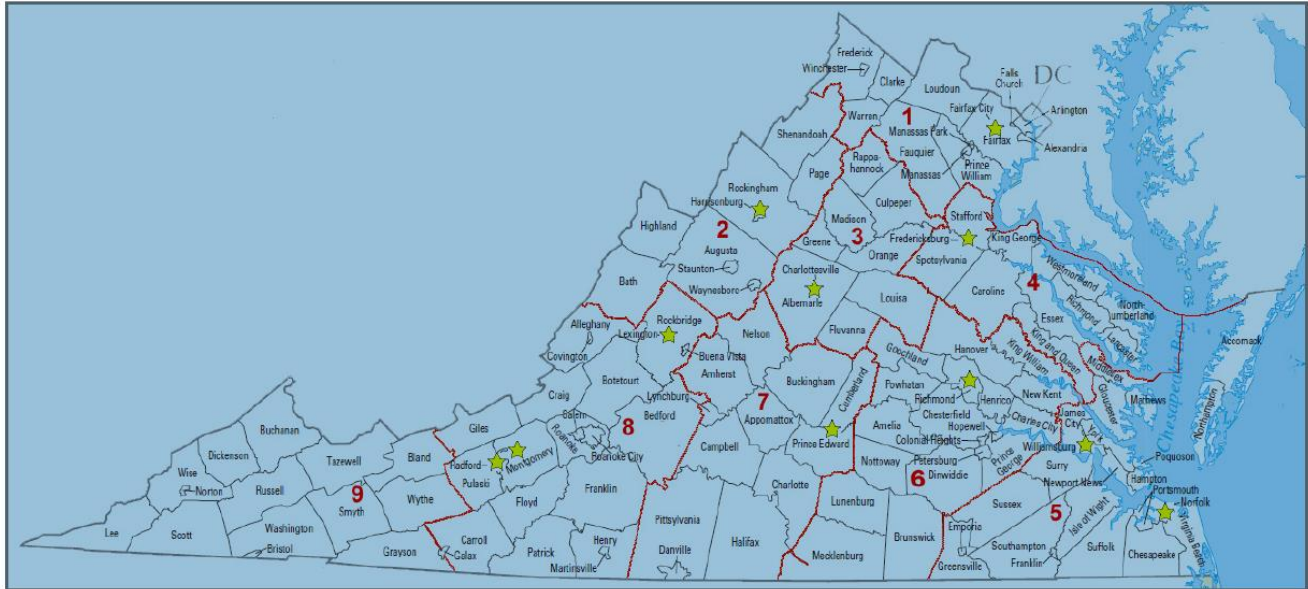 Frederick
Winchester
Clarke
Loudoun
Falls
Church
DC
Fairfax City
Arlington
Fairfax
Alexandria
Warren
1
Manassas Park
Shenandoah
Fauquier
Rappa-
hannock
Manassas
Prince
William
Page
Rockingham
Harrisonburg
Culpeper
Madison
Stafford
Highland
2
3
Greene
Fredericksburg
King George
Orange
Augusta
Spotsylvania
Staunton
Charlottesville
Westmoreland
4
Bath
Waynesboro
Albemarle
Louisa
Caroline
Richmond
North-
umberland
Essex
Alleghany
Rockbridge
Lexington
Nelson
Fluvanna
Hanover
King and Queen
Lancaster
Accomack
Goochland
King William
Middlesex
Covington
Buena Vista
Amherst
Botetourt
Buckingham
Cumberland
Powhatan
Richmond
Henrico
New Kent
Gloucester
Mathews
Northampton
Chesapeake B
Craig
Lynchburg
7
Salem
Bedford
Appomattox
Chesterfield
Hopewell
Charles City
James
City
York
Amelia
8
Giles
Roanoke
Prince Edward
Colonial Heights
Williamsburg
Buchanan
Dickenson
Bland
Radford
Montgomery
Roanoke City
Campbell
Nottoway
Petersburg
Prince
George
Surry
Poquoson
Tazewell
Pulaski
Dinwiddie
6
Newport News
Hampton
Wise
Norton
Russell
9
Wythe
Floyd
Franklin
Charlotte
Lunenburg
Sussex
5
Isle of Wight
Portsmouth
Norfolk
Smyth
Pittsylvania
Emporia
Lee
Scott
Washington
Bristol
Grayson
Carroll
Galax
Patrick
Henry
Martinsville
Danville
Halifax
Mecklenburg
Brunswick
Greensville
Southampton
Franklin
Suffolk
Chesapeake
Virginia Beach